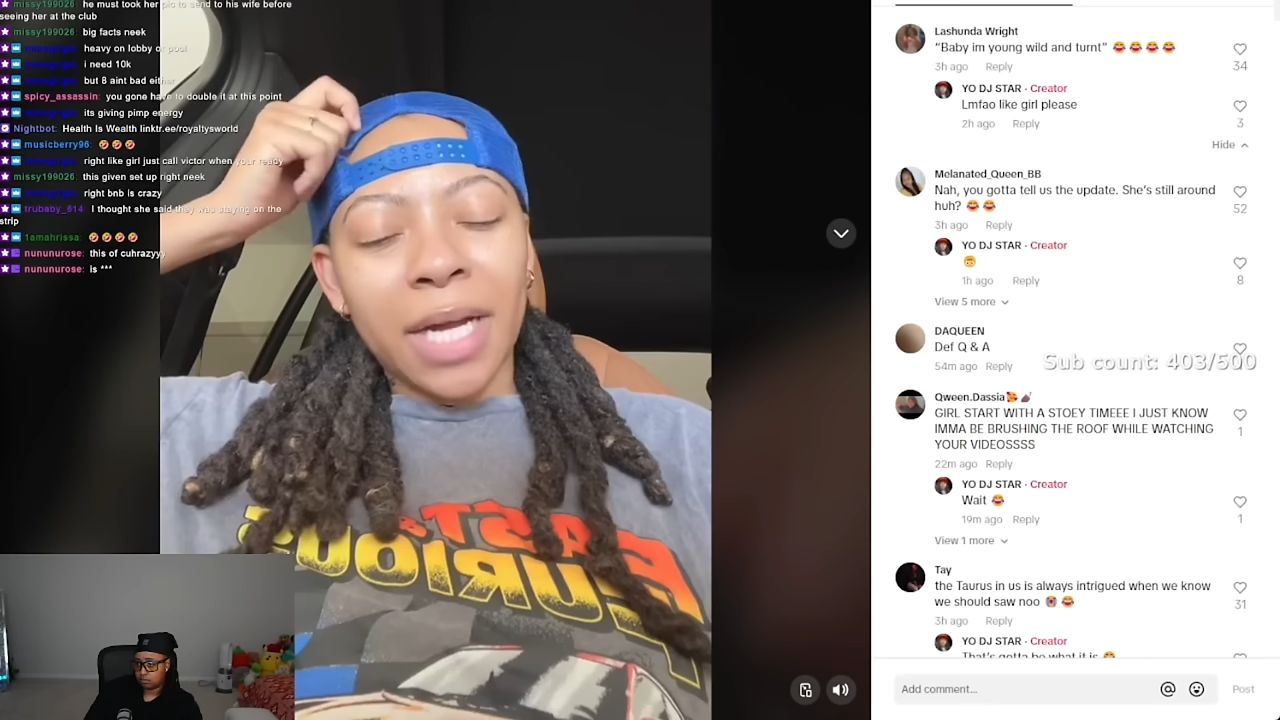 missy199026: he must took her pic to send to his wife before
seeing her at the club
missy199026: big facts neek
heavy on lobby or pool
i need 10k
but 8 aint bad either
spicy_assassin: you gone have to double it at this point
its giving pimp energy
Nightbot: Health Is Wealth linktr.ee/royaltysworld
musicberry96: 🤣🤣🤣
right like girl just call victor when your ready
missy199026: this given set up right neek
right bnb is crazy
trubeby_814: I thought she said they was staying on the
strip
1amahrissa: 🤣🤣🤣🤣
nununurose: this of cuhrazyyy
nununurose: is ***
FAST &
FURIOUS
Lashunda Wright
“Baby im young wild and turnt” 😂😂😂😂
3h ago Reply
34
YO DJ STAR · Creator
Lmfao like girl please
2h ago Reply
3
Hide
Melanated_Queen_BB
Nah, you gotta tell us the update. She’s still around
huh? 😂😂
3h ago Reply
52
YO DJ STAR · Creator
1h ago Reply
8
View 5 more
DAQUEEN
Def Q & A
54m ago Reply
Sub count: 403/500
Qween.Dassia
GIRL START WITH A STOEY TIMEEE I JUST KNOW
IMMA BE BRUSHING THE ROOF WHILE WATCHING
YOUR VIDEOSSSS
1
22m ago Reply
YO DJ STAR · Creator
Wait 😂
19m ago Reply
1
View 1 more
Tay
the Taurus in us is always intrigued when we know
we should saw noo 😭😂
31
3h ago Reply
YO DJ STAR · Creator
That’s gotta be what it is 😂
Add comment...
Post